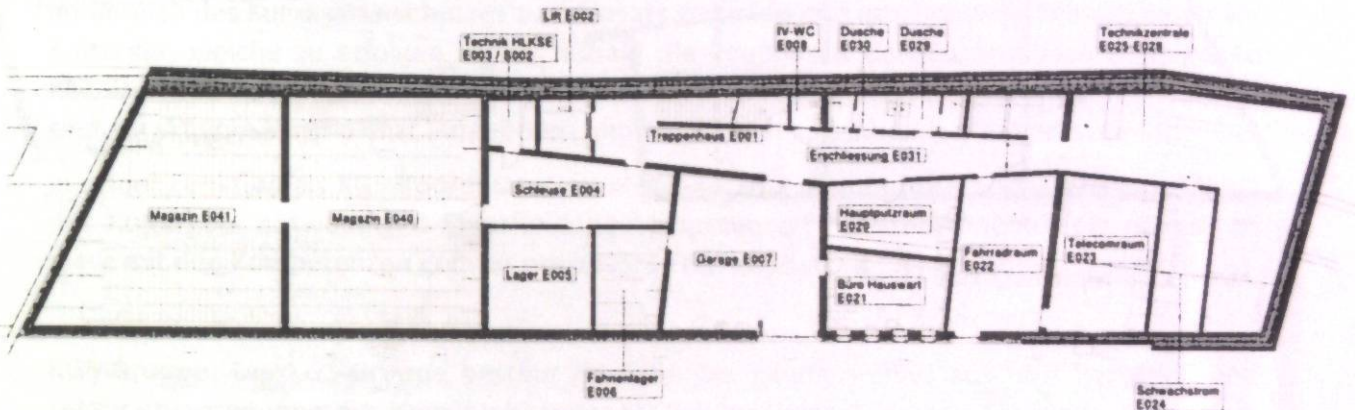 Lift E002
Technik HLKSE
E003 / S002
IV-WC
E008
Dusche
E030
Dusche
E029
Technikzentrale
E025-E028
Treppenhaus E001
Erschliessung E031
Schleuse E004
Magazin E041
Magazin E040
Hauptputzraum
E020
Garage E007
Fahrradraum
E022
Telecomraum
E023
Lager E005
Büro Hauswart
E021
Fahnenlager
E006
Schwachstrom
E024